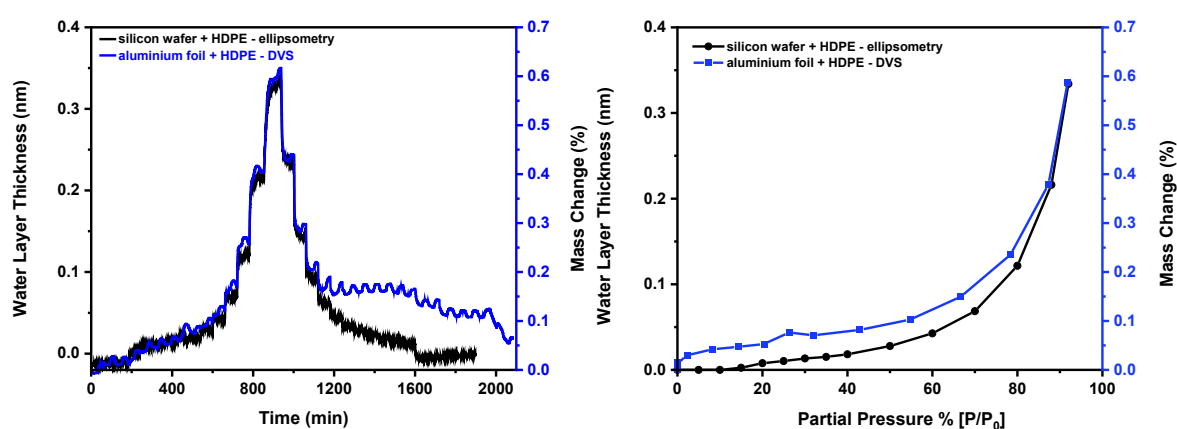 silicon wafer + HDPE - ellipsometry
aluminium foil + HDPE - DVS
Water Layer Thickness (nm)
0.4
0.3
0.2
0.1
0.0
0.7
0.6
0.5
0.4
0.3
0.2
0.1
0.0
Mass Change (%)
0 400 800 1200 1600 2000
Time (min)
silicon wafer + HDPE - ellipsometry
aluminium foil + HDPE - DVS
Water Layer Thickness (nm)
0.4
0.3
0.2
0.1
0.0
0.7
0.6
0.5
0.4
0.3
0.2
0.1
0.0
Mass Change (%)
0 20 40 60 80 100
Partial Pressure % [P/P₀]